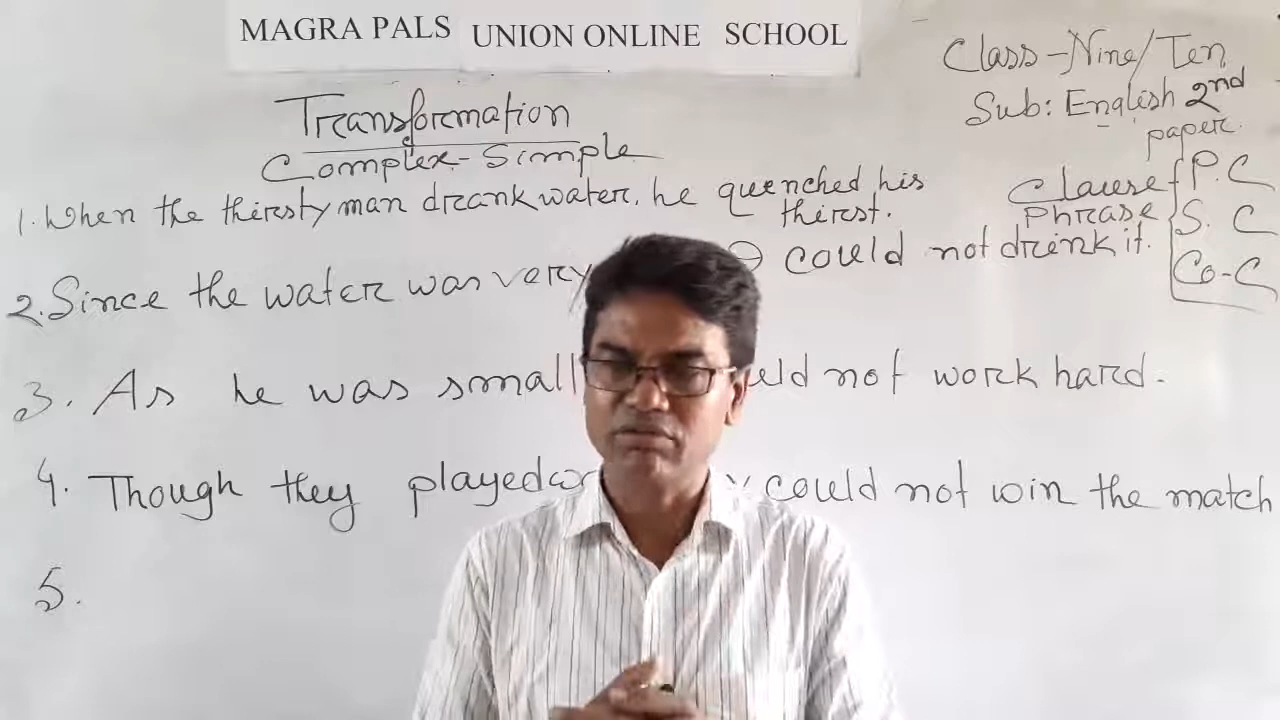 MAGRA PALS UNION ONLINE SCHOOL
Class-Nine/Ten
Sub: English 2nd
paper.
Transformation
Complex-Simple
1. When the thirsty man drank water, he quenched his
thirst.
Clause P.C
Phrase S. C
Co-C
2. Since the water was very could not drink it.
3. As he was small not work hard.
4. Though they played could not win the match
5.